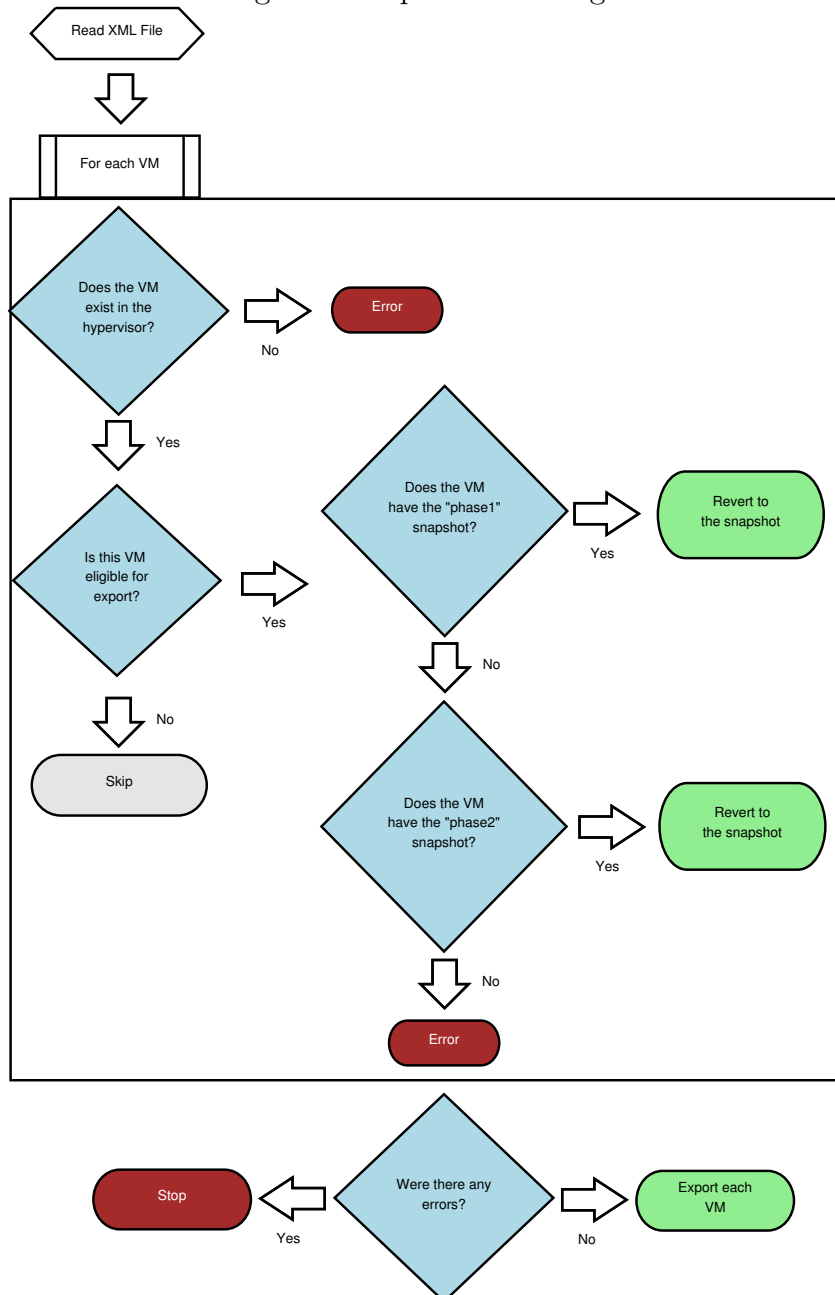 Read XML File
For each VM
Does the VM
exist in the
hypervisor?
No
Error
Yes
Does the VM
have the "phase1"
snapshot?
Yes
Revert to
the snapshot
Is this VM
eligible for
export?
Yes
No
No
Skip
Does the VM
have the "phase2"
snapshot?
Yes
Revert to
the snapshot
No
Error
Were there any
errors?
Yes
Stop
No
Export each
VM